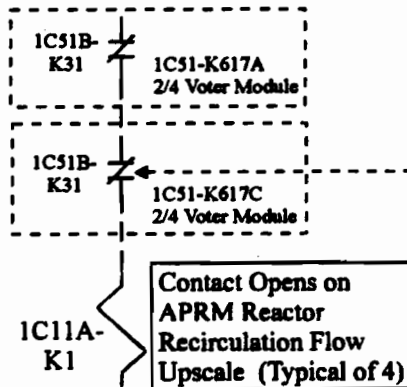 1C51B-
K31
1C51-K617A
2/4 Voter Module
1C51B-
K31
1C51-K617C
2/4 Voter Module
1C11A-
K1
Contact Opens on
APRM Reactor
Recirculation Flow
Upscale (Typical of 4)